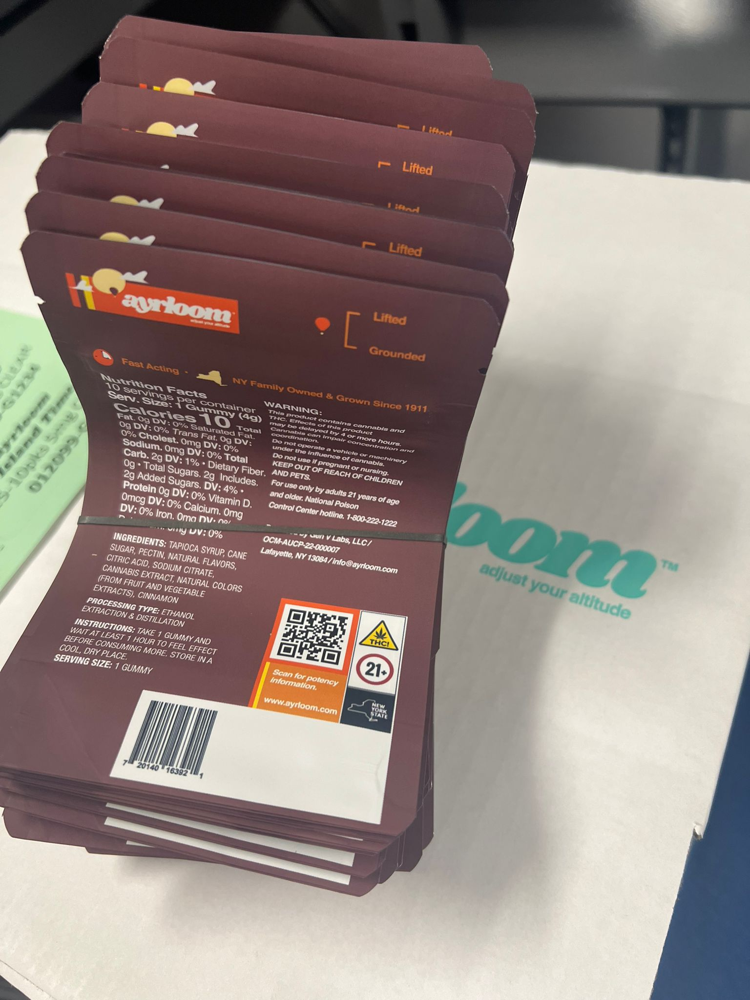 Lifted
Lifted
Lifted
Lifted
ayrloom
adjust your altitude
Lifted
Grounded
Fast Acting · NY Family Owned & Grown Since 1911
Nutrition Facts
10 servings per container
Serv. Size: 1 Gummy (4g)
Calories 10 Total
Fat. 0g DV: 0% Saturated Fat.
0g DV: 0% Trans Fat. 0g DV:
0% Cholest. 0mg DV: 0%
Sodium. 0mg DV: 0% Total
Carb. 2g DV: 1% • Dietary Fiber.
0g • Total Sugars. 2g Includes.
2g Added Sugars. DV: 4% •
Protein 0g DV: 0% Vitamin D.
0mcg DV: 0% Calcium. 0mg
DV: 0% Iron. 0mg DV: 0%
0mg DV: 0%
WARNING:
This product contains cannabis and
THC. Effects of this product
may be delayed by 4 or more hours.
Cannabis can impair concentration and
coordination.
Do not operate a vehicle or machinery
under the influence of cannabis.
Do not use if pregnant or nursing.
KEEP OUT OF REACH OF CHILDREN
AND PETS.
For use only by adults 21 years of age
and older. National Poison
Control Center hotline. 1-800-222-1222
by Gen V Labs, LLC /
OCM-AUCP-22-000007
Lafayette, NY 13084 / info@ayrloom.com
INGREDIENTS: TAPIOCA SYRUP, CANE
SUGAR, PECTIN, NATURAL FLAVORS,
CITRIC ACID, SODIUM CITRATE,
CANNABIS EXTRACT, NATURAL COLORS
(FROM FRUIT AND VEGETABLE
EXTRACTS), CINNAMON
PROCESSING TYPE: ETHANOL
EXTRACTION & DISTILLATION
INSTRUCTIONS: TAKE 1 GUMMY AND
WAIT AT LEAST 1 HOUR TO FEEL EFFECT
BEFORE CONSUMING MORE. STORE IN A
COOL, DRY PLACE.
SERVING SIZE: 1 GUMMY
THC!
21+
NEW
YORK
STATE
Scan for potency
information.
www.ayrloom.com
7 20140 16392 1
loom™
adjust your altitude
ayrloom
Island Time
10pks 5mg
012099